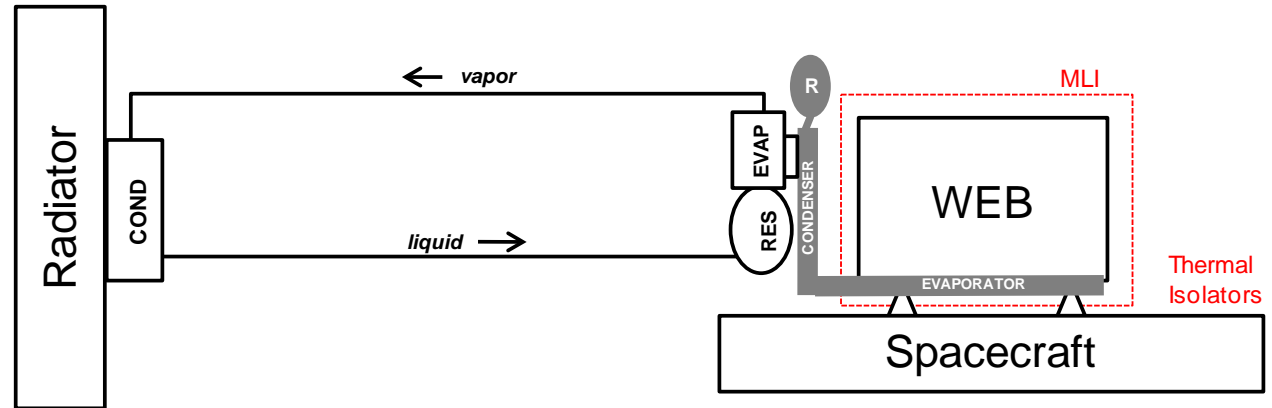 Radiator
COND
vapor
liquid
EVAP
RES
R
CONDENSER
EVAPORATOR
WEB
MLI
Thermal
Isolators
Spacecraft